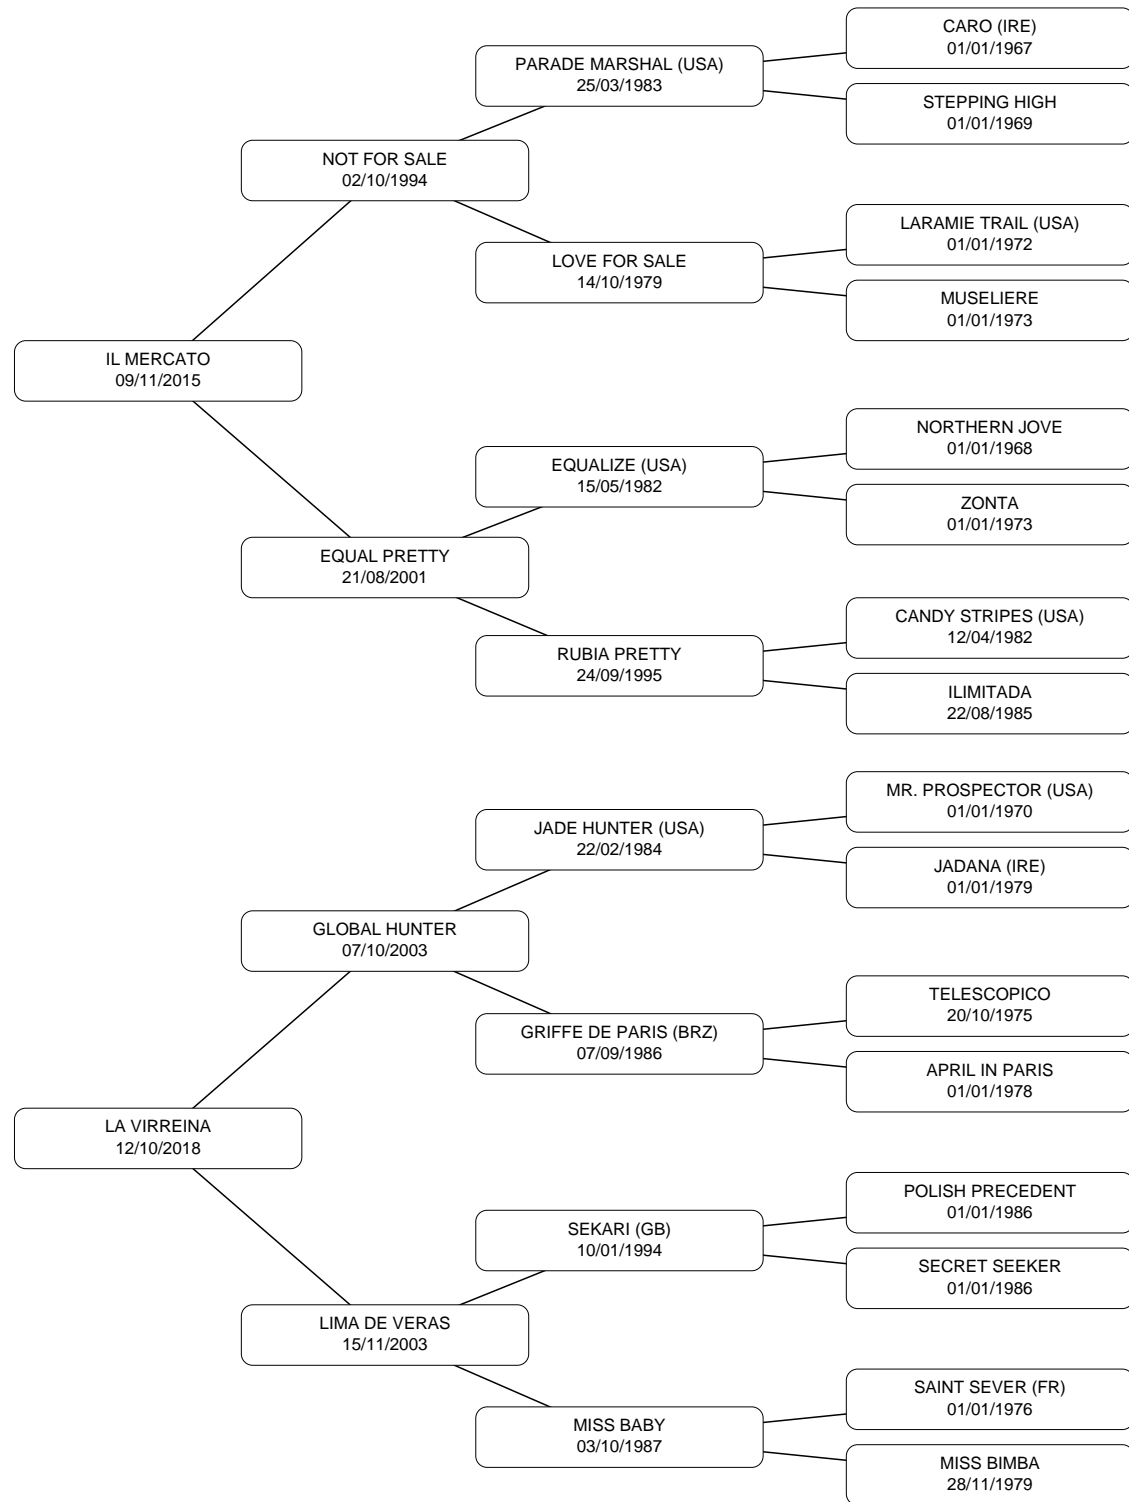 CARO (IRE)
01/01/1967
PARADE MARSHAL (USA)
25/03/1983
STEPPING HIGH
01/01/1969
NOT FOR SALE
02/10/1994
LARAMIE TRAIL (USA)
01/01/1972
LOVE FOR SALE
14/10/1979
MUSELIERE
01/01/1973
IL MERCATO
09/11/2015
NORTHERN JOVE
01/01/1968
EQUALIZE (USA)
15/05/1982
ZONTA
01/01/1973
EQUAL PRETTY
21/08/2001
CANDY STRIPES (USA)
12/04/1982
RUBIA PRETTY
24/09/1995
ILIMITADA
22/08/1985
MR. PROSPECTOR (USA)
01/01/1970
JADE HUNTER (USA)
22/02/1984
JADANA (IRE)
01/01/1979
GLOBAL HUNTER
07/10/2003
TELESCOPICO
20/10/1975
GRIFFE DE PARIS (BRZ)
07/09/1986
APRIL IN PARIS
01/01/1978
LA VIRREINA
12/10/2018
POLISH PRECEDENT
01/01/1986
SEKARI (GB)
10/01/1994
SECRET SEEKER
01/01/1986
LIMA DE VERAS
15/11/2003
SAINT SEVER (FR)
01/01/1976
MISS BABY
03/10/1987
MISS BIMBA
28/11/1979